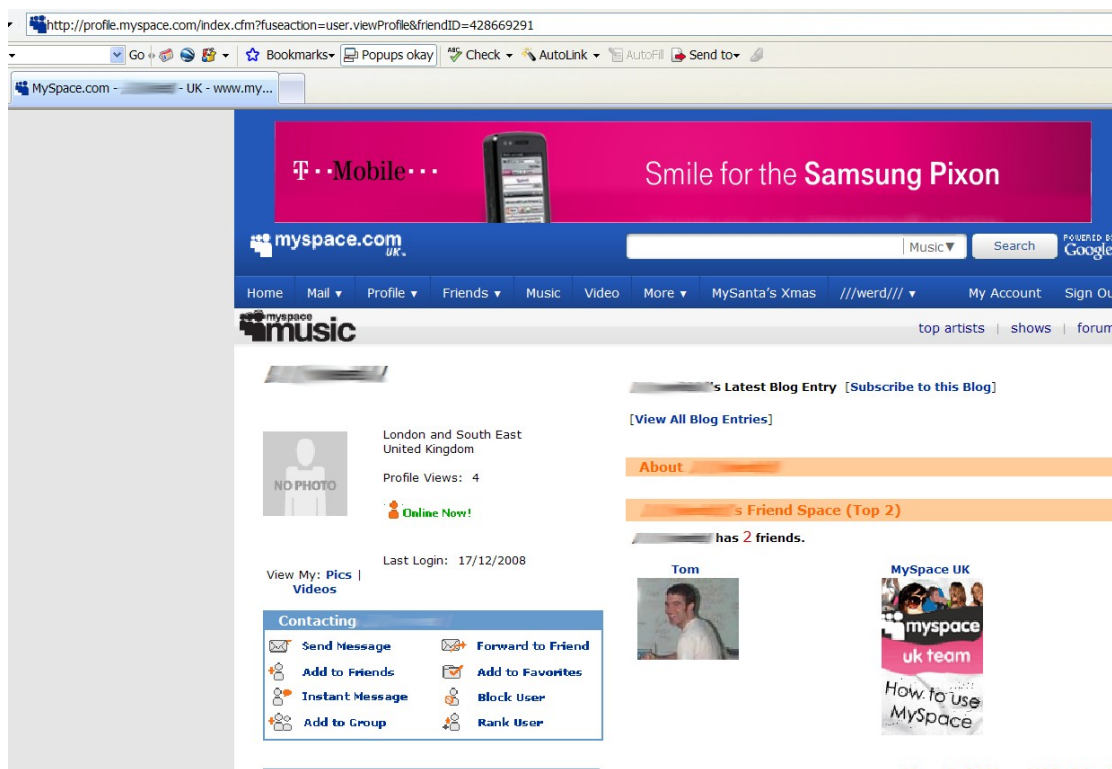 http://profile.myspace.com/index.cfm?fuseaction=user.viewProfile&friendID=428669291
Go Bookmarks Popups okay ABC Check AutoLink AutoFill Send to
MySpace.com - - UK - www.my...
T··Mobile··· Smile for the Samsung Pixon
myspace.com UK Music Search POWERED BY Google
Home Mail Profile Friends Music Video More MySanta's Xmas ///werd/// My Account Sign Ou
myspace music top artists | shows | forum
's Latest Blog Entry [Subscribe to this Blog]
[View All Blog Entries]
NO PHOTO
London and South East
United Kingdom
Profile Views: 4
Online Now!
Last Login: 17/12/2008
View My: Pics |
Videos
About
's Friend Space (Top 2)
has 2 friends.
Tom
MySpace UK
myspace
uk team
How to use
MySpace
Contacting
Send Message Forward to Friend
Add to Friends Add to Favorites
Instant Message Block User
Add to Group Rank User